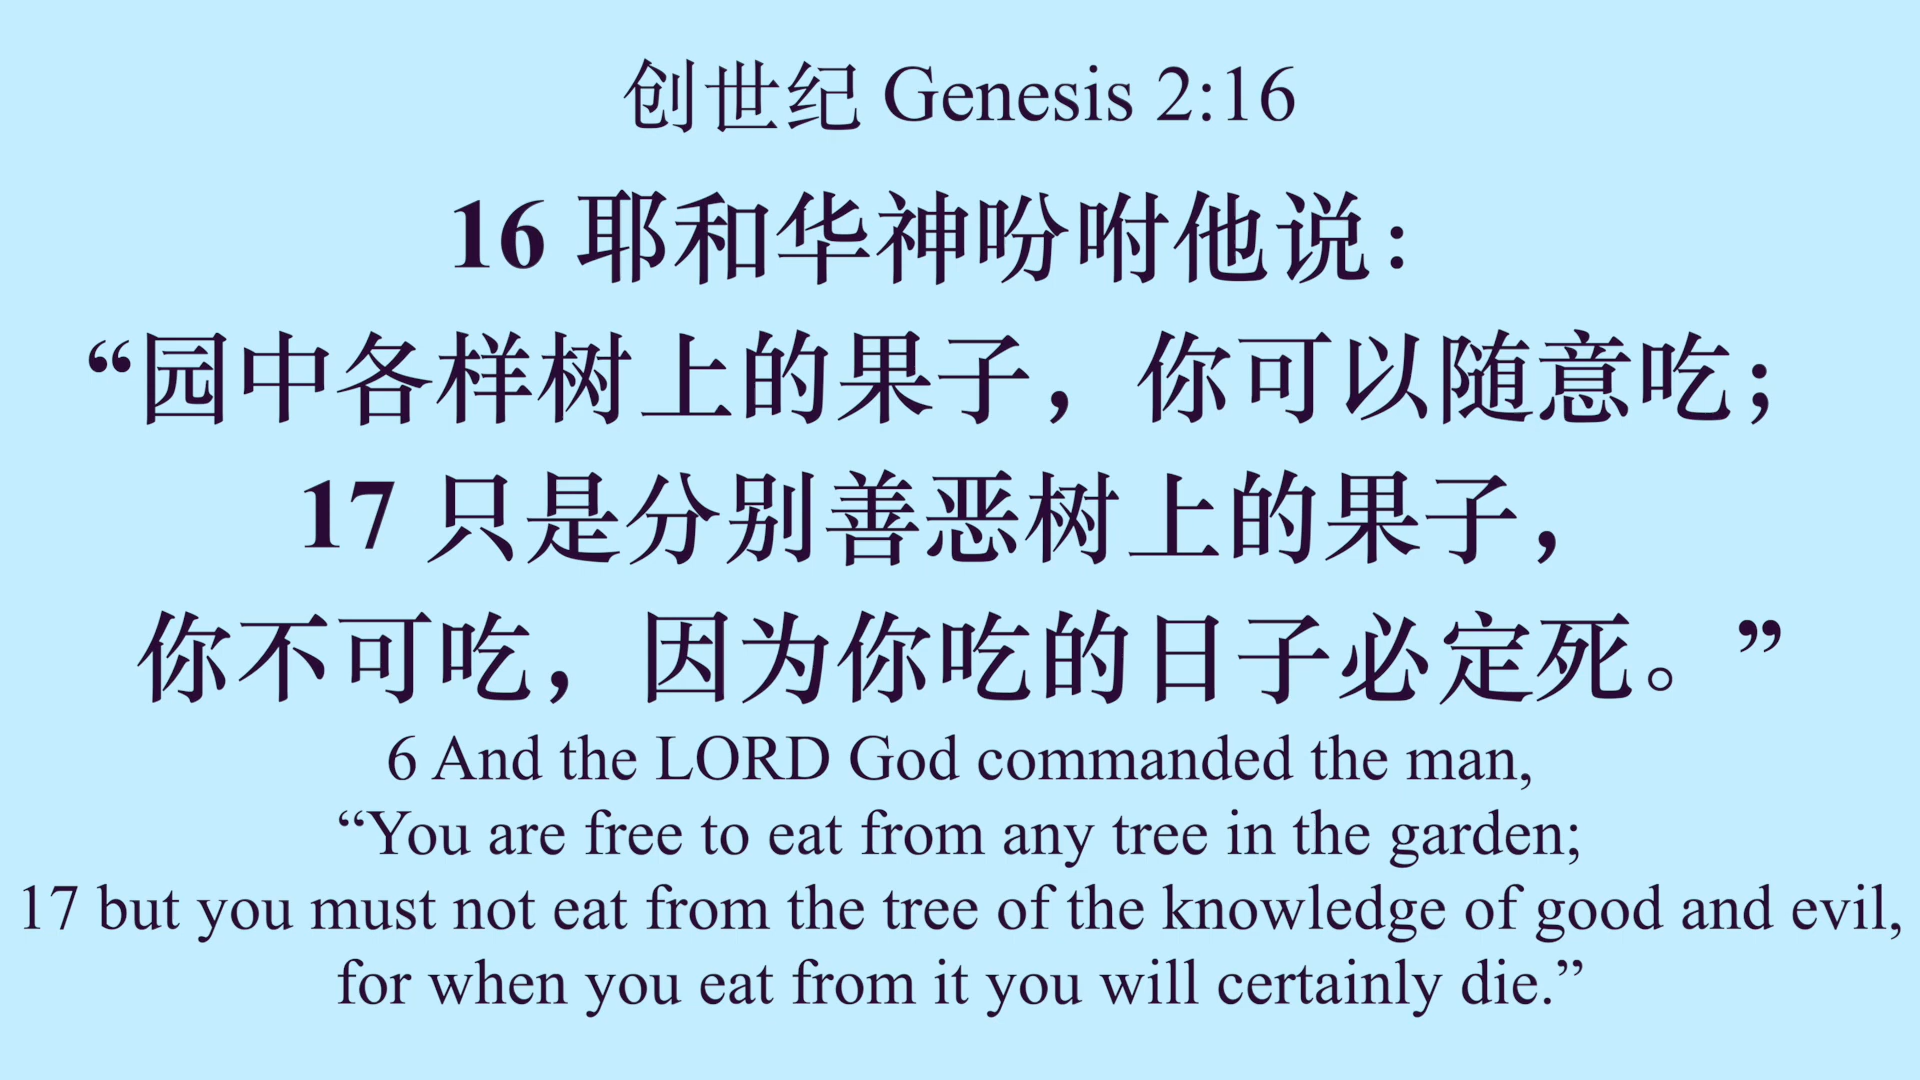 创世纪 Genesis 2:16
16 耶和华神吩咐他说：
“园中各样树上的果子，你可以随意吃；
17 只是分别善恶树上的果子，
你不可吃，因为你吃的日子必定死。”
6 And the LORD God commanded the man,
“You are free to eat from any tree in the garden;
17 but you must not eat from the tree of the knowledge of good and evil,
for when you eat from it you will certainly die.”